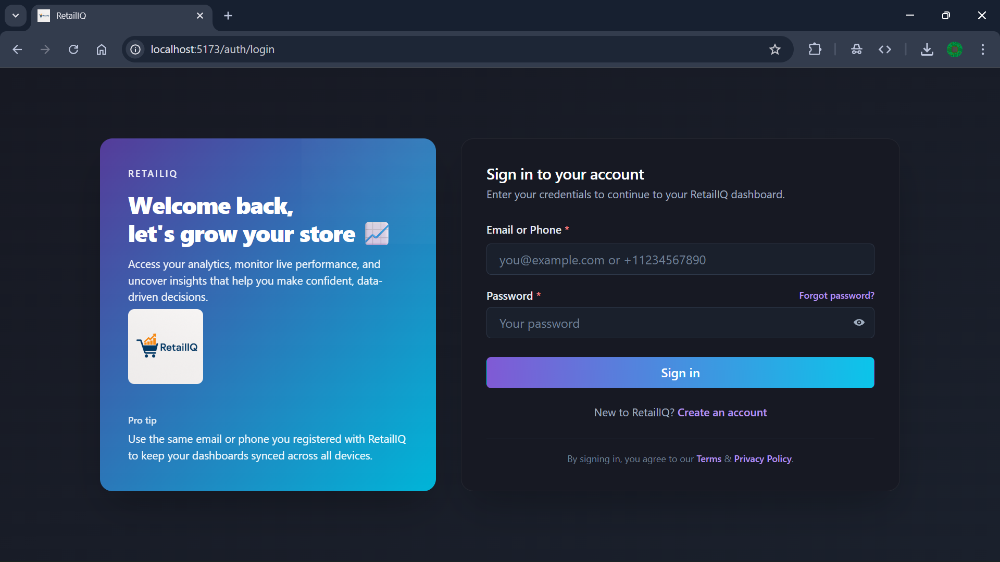 RetailIQ
localhost:5173/auth/login
RETAILIQ
Welcome back,
let's grow your store
Access your analytics, monitor live performance, and
uncover insights that help you make confident, data-
driven decisions.
RetailIQ
Pro tip
Use the same email or phone you registered with RetailIQ
to keep your dashboards synced across all devices.
Sign in to your account
Enter your credentials to continue to your RetailIQ dashboard.
Email or Phone *
you@example.com or +11234567890
Password *
Forgot password?
Your password
Sign in
New to RetailIQ? Create an account
By signing in, you agree to our Terms & Privacy Policy.